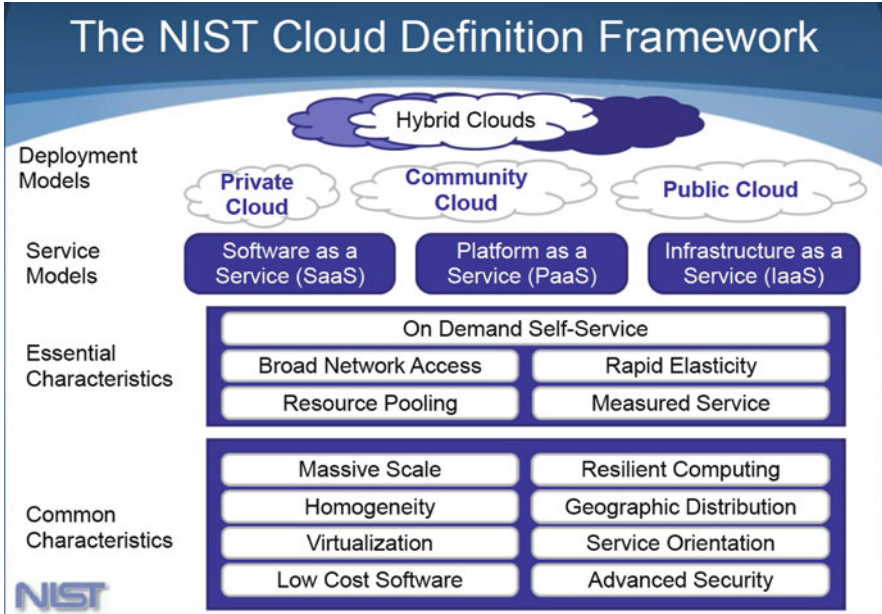 The NIST Cloud Definition Framework
Hybrid Clouds
Deployment
Models
Private
Cloud
Community
Cloud
Public Cloud
Service
Models
Software as a
Service (SaaS)
Platform as a
Service (PaaS)
Infrastructure as a
Service (IaaS)
Essential
Characteristics
On Demand Self-Service
Broad Network Access
Rapid Elasticity
Resource Pooling
Measured Service
Common
Characteristics
Massive Scale
Resilient Computing
Homogeneity
Geographic Distribution
Virtualization
Service Orientation
Low Cost Software
Advanced Security
NIST